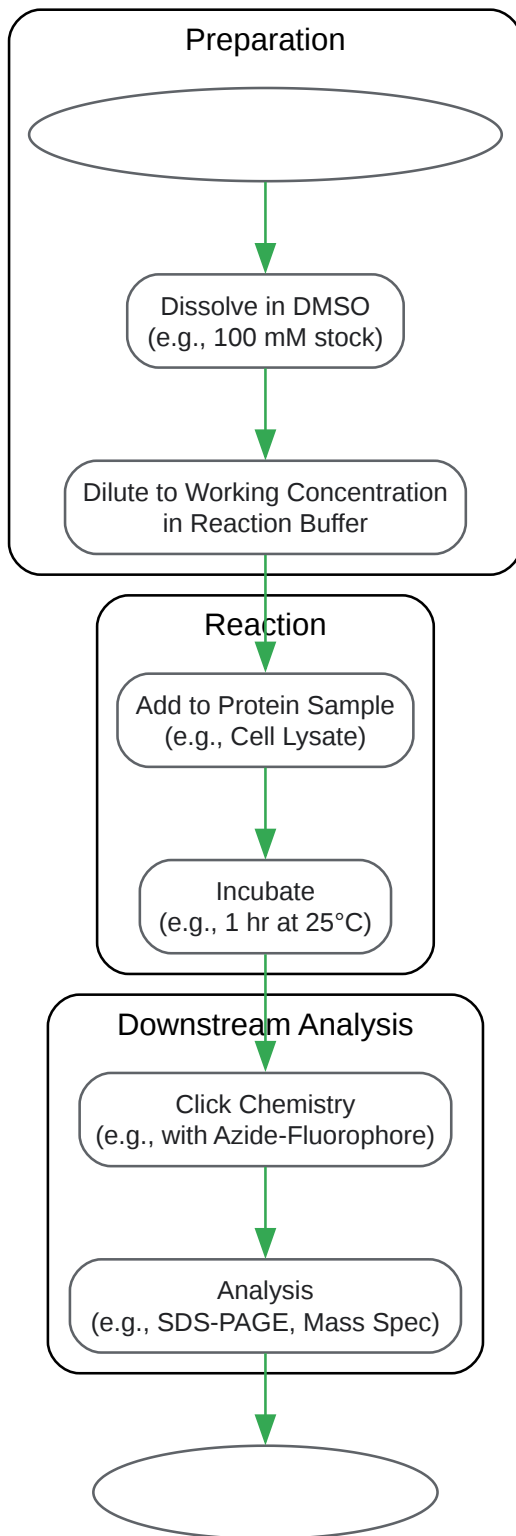 Preparation
Dissolve in DMSO
(e.g., 100 mM stock)
Dilute to Working Concentration
in Reaction Buffer
Reaction
Add to Protein Sample
(e.g., Cell Lysate)
Incubate
(e.g., 1 hr at 25°C)
Downstream Analysis
Click Chemistry
(e.g., with Azide-Fluorophore)
Analysis
(e.g., SDS-PAGE, Mass Spec)